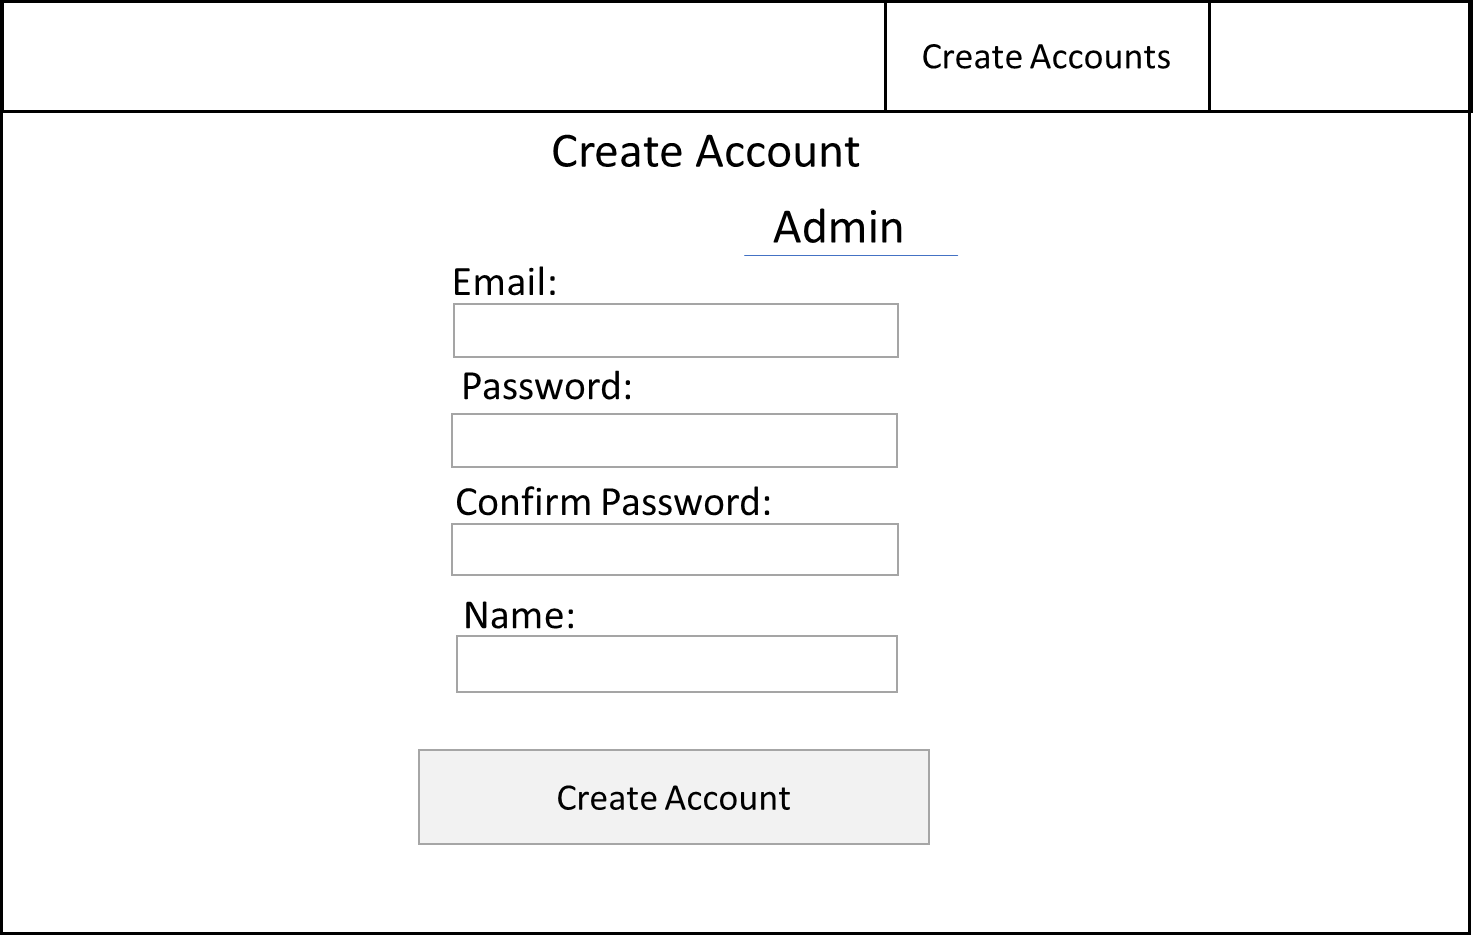 Create Accounts
Create Account
Admin
Email:
Password:
Confirm Password:
Name:
Create Account